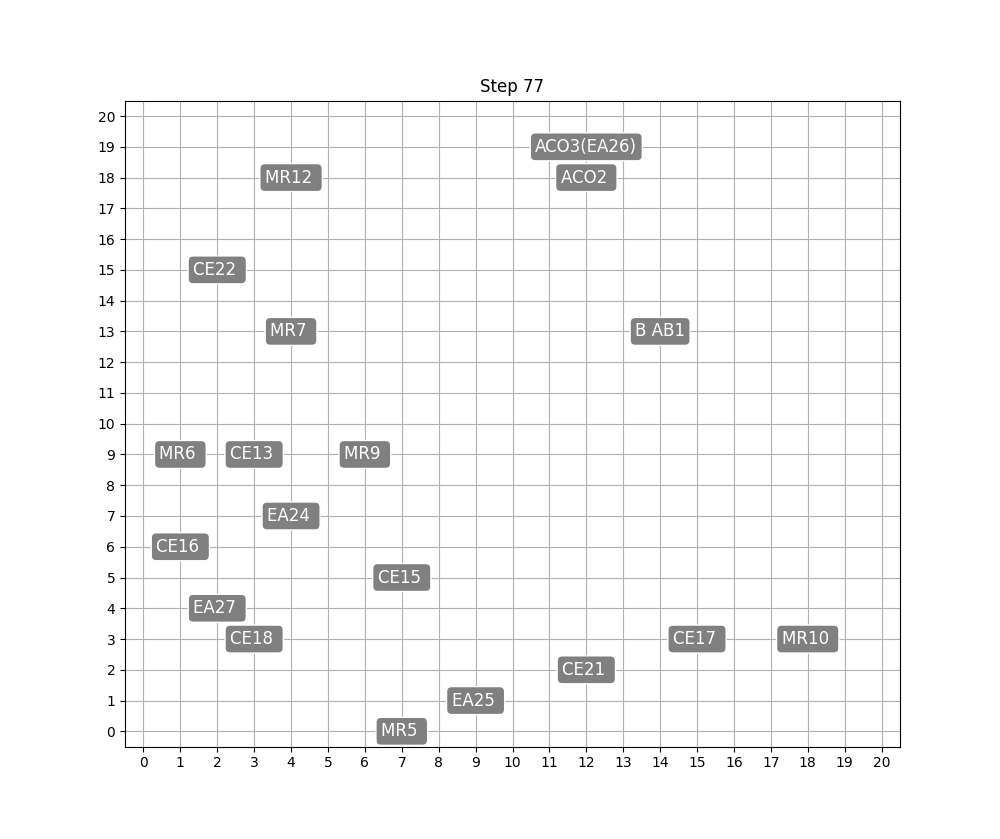 Step 77
20
19
ACO3(EA26)
18
MR12
ACO2
17
16
15
CE22
14
13
MR7
B AB1
12
11
10
9
MR6
CE13
MR9
8
7
EA24
6
CE16
5
CE15
4
EA27
3
CE18
CE17
MR10
2
CE21
1
EA25
0
MR5
0 1 2 3 4 5 6 7 8 9 10 11 12 13 14 15 16 17 18 19 20